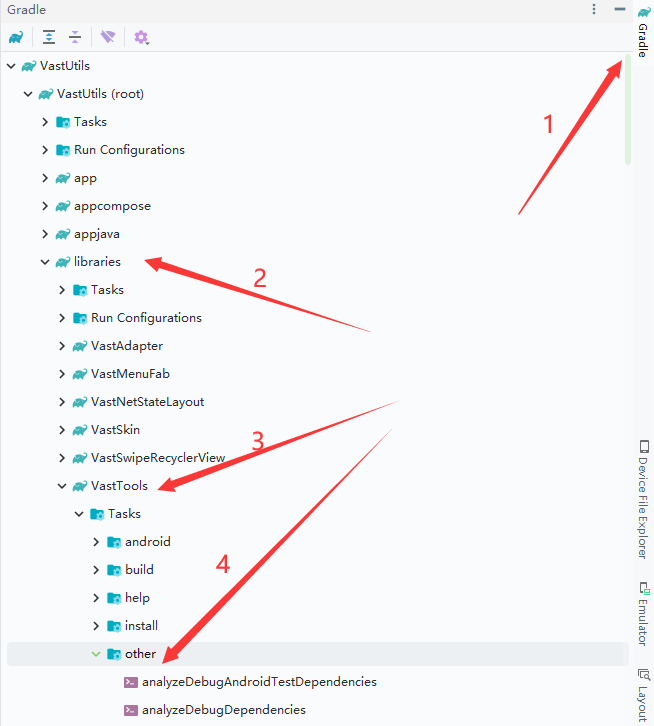 Gradle
VastUtils
VastUtils (root)
Tasks
Run Configurations
app
appcompose
appjava
libraries
Tasks
Run Configurations
VastAdapter
VastMenuFab
VastNetStateLayout
VastSkin
VastSwipeRecyclerView
VastTools
Tasks
android
build
help
install
other
analyzeDebugAndroidTestDependencies
analyzeDebugDependencies
1
2
3
4
Gradle
Device File Explorer
Emulator
Layout